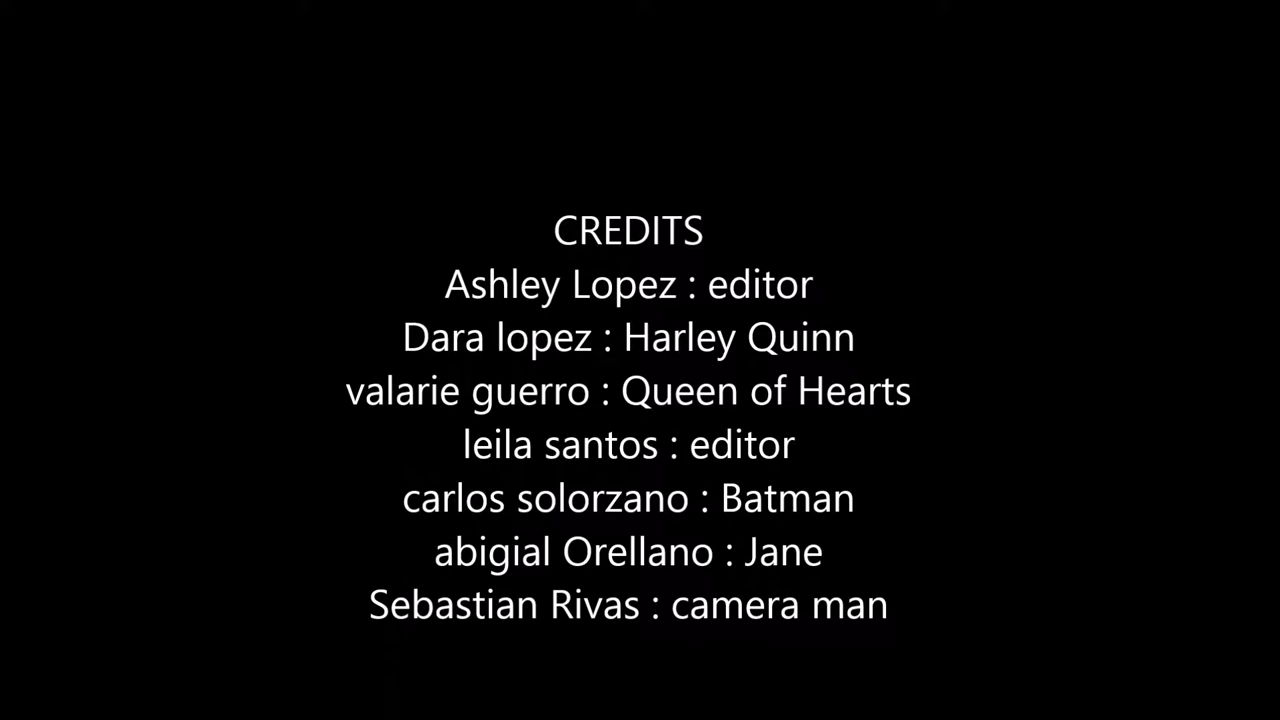 CREDITS
Ashley Lopez : editor
Dara lopez : Harley Quinn
valarie guerro : Queen of Hearts
leila santos : editor
carlos solorzano : Batman
abigial Orellano : Jane
Sebastian Rivas : camera man